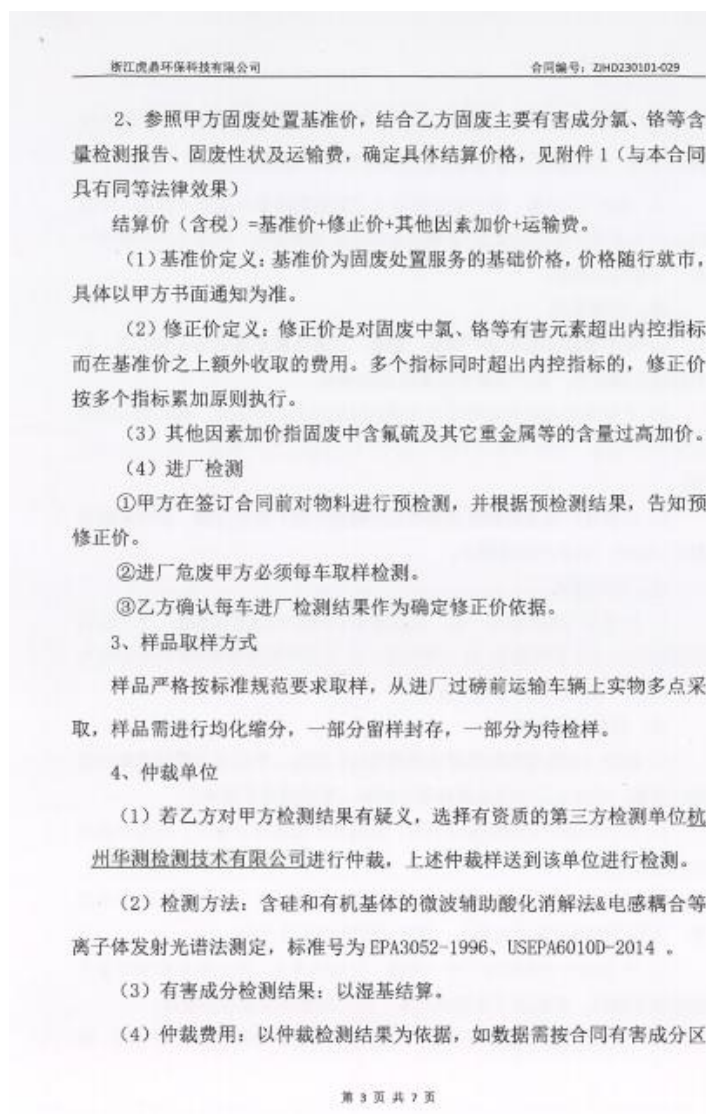 浙江虎鼎环保科技有限公司 合同编号：ZJHD230101-029
2、参照甲方固废处置基准价，结合乙方固废主要有害成分氯、铬等含
量检测报告、固废性状及运输费，确定具体结算价格，见附件 1（与本合同
具有同等法律效果）
结算价（含税）=基准价+修止价+其他因素加价+运输费。
（1）基准价定义：基准价为固废处置服务的基础价格，价格随行就市，
具体以甲方书面通知为准。
（2）修正价定义：修正价是对固废中氯、铬等有害元素超出内控指标
而在基准价之上额外收取的费用。多个指标同时超出内控指标的，修正价
按多个指标累加原则执行。
（3）其他因素加价指固废中含氟硫及其它重金属等的含量过高加价。
（4）进厂检测
①甲方在签订合同前对物料进行预检测，并根据预检测结果，告知预
修正价。
②进厂危废甲方必须每车取样检测。
③乙方确认每车进厂检测结果作为确定修正价依据。
3、样品取样方式
样品严格按标准规范要求取样，从进厂过磅前运输车辆上实物多点采
取，样品需进行均化缩分，一部分留样封存，一部分为待检样。
4、仲裁单位
（1）若乙方对甲方检测结果有疑义，选择有资质的第三方检测单位杭
州华测检测技术有限公司进行仲裁，上述仲裁样送到该单位进行检测。
（2）检测方法：含硅和有机基体的微波辅助酸化消解法&电感耦合等
离子体发射光谱法测定，标准号为 EPA3052-1996、USEPA6010D-2014 。
（3）有害成分检测结果：以湿基结算。
（4）仲裁费用：以仲裁检测结果为依据，如数据需按合同有害成分区
第 3 页 共 7 页